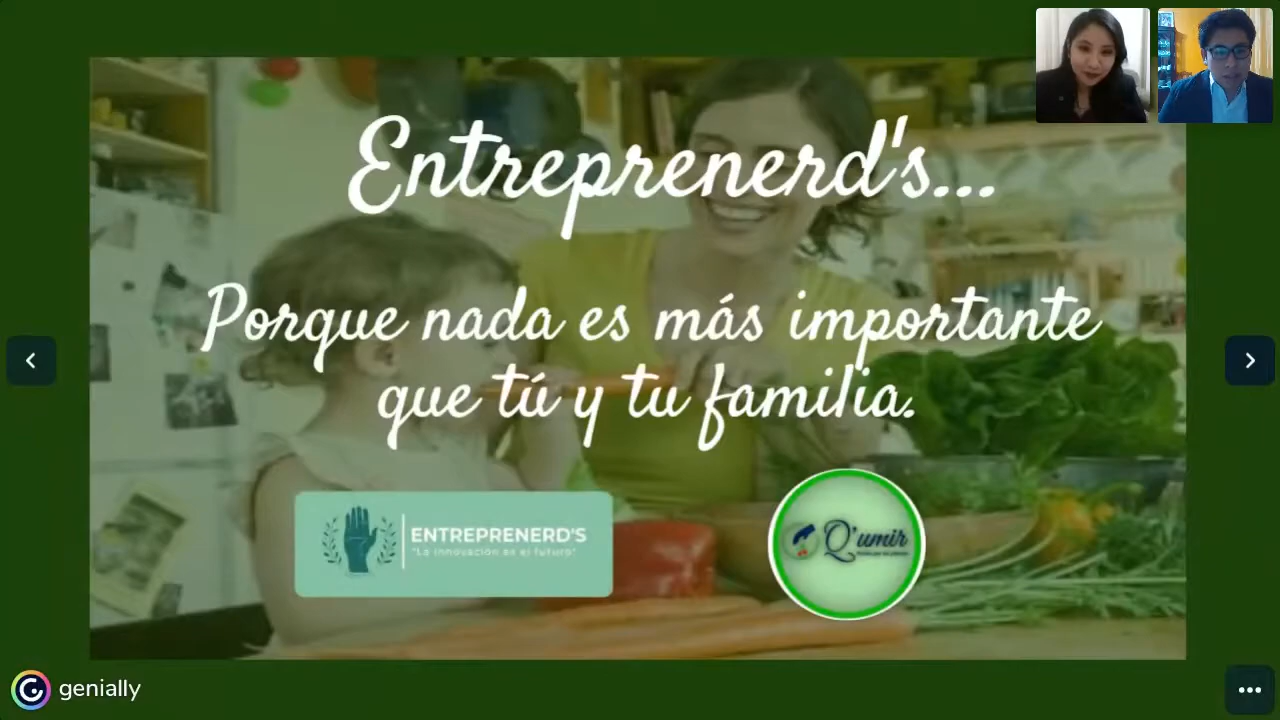 Entreprenerd's...
Porque nada es más importante
que tú y tu familia.
ENTREPRENERD'S
"La innovación es el futuro"
Q'umir
genially